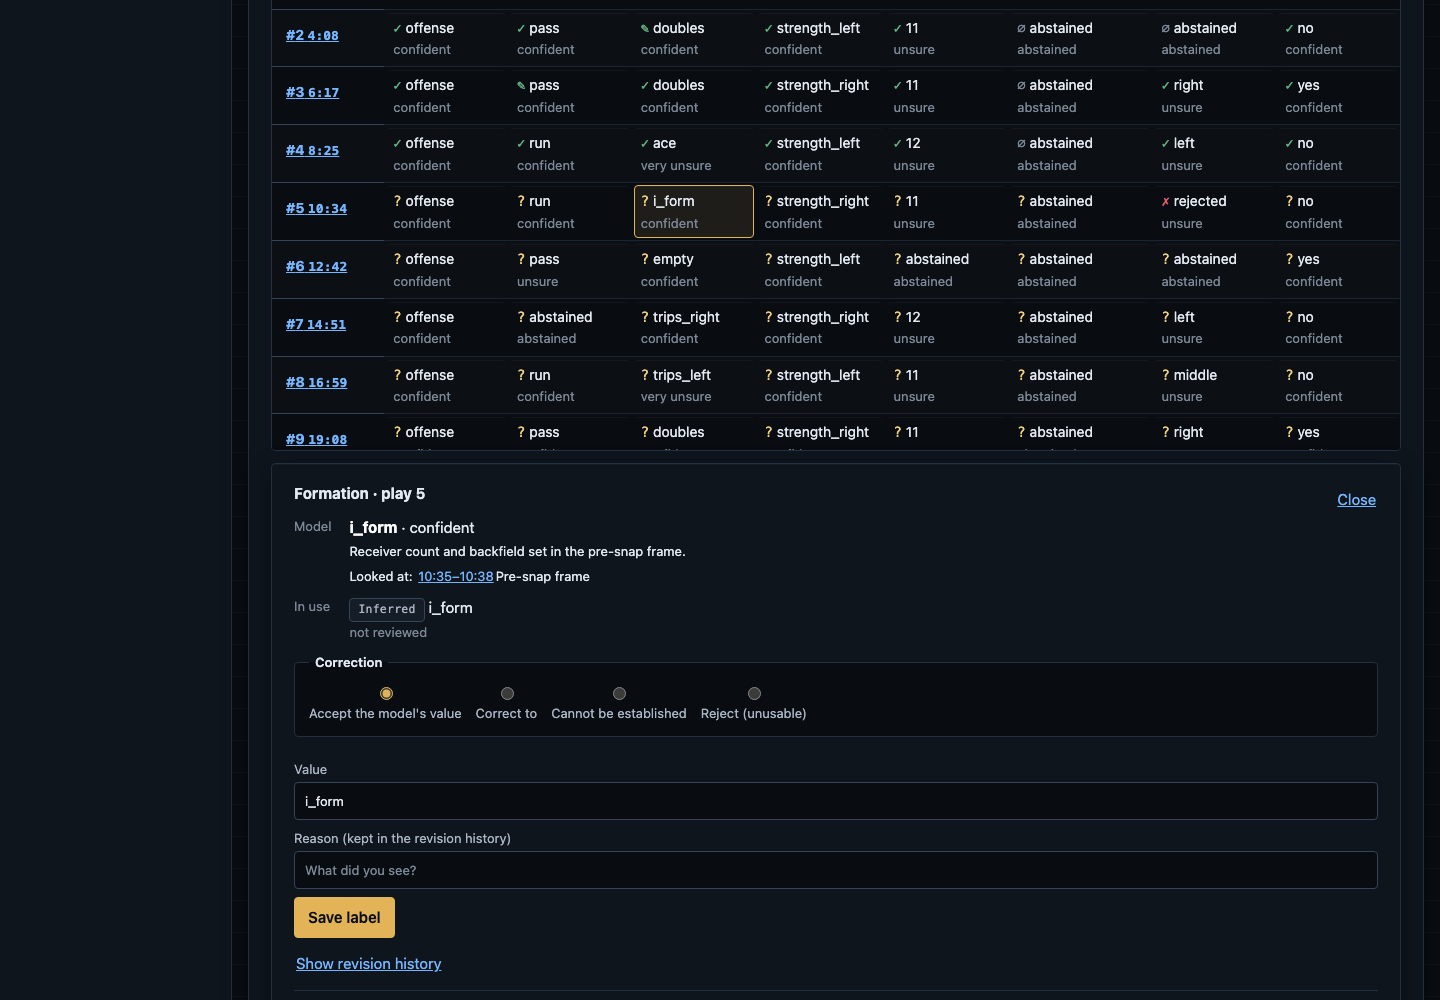 #2 4:08 ✓ offense ✓ pass ✎ doubles ✓ strength_left ✓ 11 ∅ abstained ∅ abstained ✓ no
confident confident confident confident unsure abstained abstained confident
#3 6:17 ✓ offense ✎ pass ✓ doubles ✓ strength_right ✓ 11 ∅ abstained ✓ right ✓ yes
confident confident confident confident unsure abstained unsure confident
#4 8:25 ✓ offense ✓ run ✓ ace ✓ strength_left ✓ 12 ∅ abstained ✓ left ✓ no
confident confident very unsure confident unsure abstained unsure confident
#5 10:34 ? offense ? run ? i_form ? strength_right ? 11 ? abstained ✗ rejected ? no
confident confident confident confident unsure abstained unsure confident
#6 12:42 ? offense ? pass ? empty ? strength_left ? abstained ? abstained ? abstained ? yes
confident unsure confident confident abstained abstained abstained confident
#7 14:51 ? offense ? abstained ? trips_right ? strength_right ? 12 ? abstained ? left ? no
confident abstained confident confident unsure abstained unsure confident
#8 16:59 ? offense ? run ? trips_left ? strength_left ? 11 ? abstained ? middle ? no
confident confident very unsure confident unsure abstained unsure confident
#9 19:08 ? offense ? pass ? doubles ? strength_right ? 11 ? abstained ? right ? yes
Formation · play 5
Close
Model i_form · confident
Receiver count and backfield set in the pre-snap frame.
Looked at: 10:35–10:38 Pre-snap frame
In use Inferred i_form
not reviewed
Correction
Accept the model's value Correct to Cannot be established Reject (unusable)
Value
i_form
Reason (kept in the revision history)
What did you see?
Save label
Show revision history